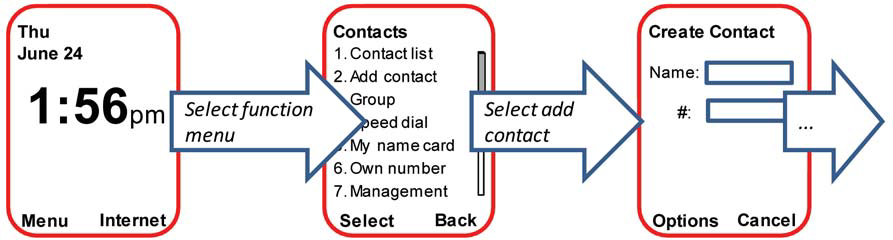 Thu
June 24
1:56pm
Menu Internet
Select function
menu
Contacts
1. Contact list
2. Add contact
Group
peed dial
. My name card
6. Own number
7. Management
Select Back
Select add
contact
Create Contact
Name:
#:
Options Cancel
...